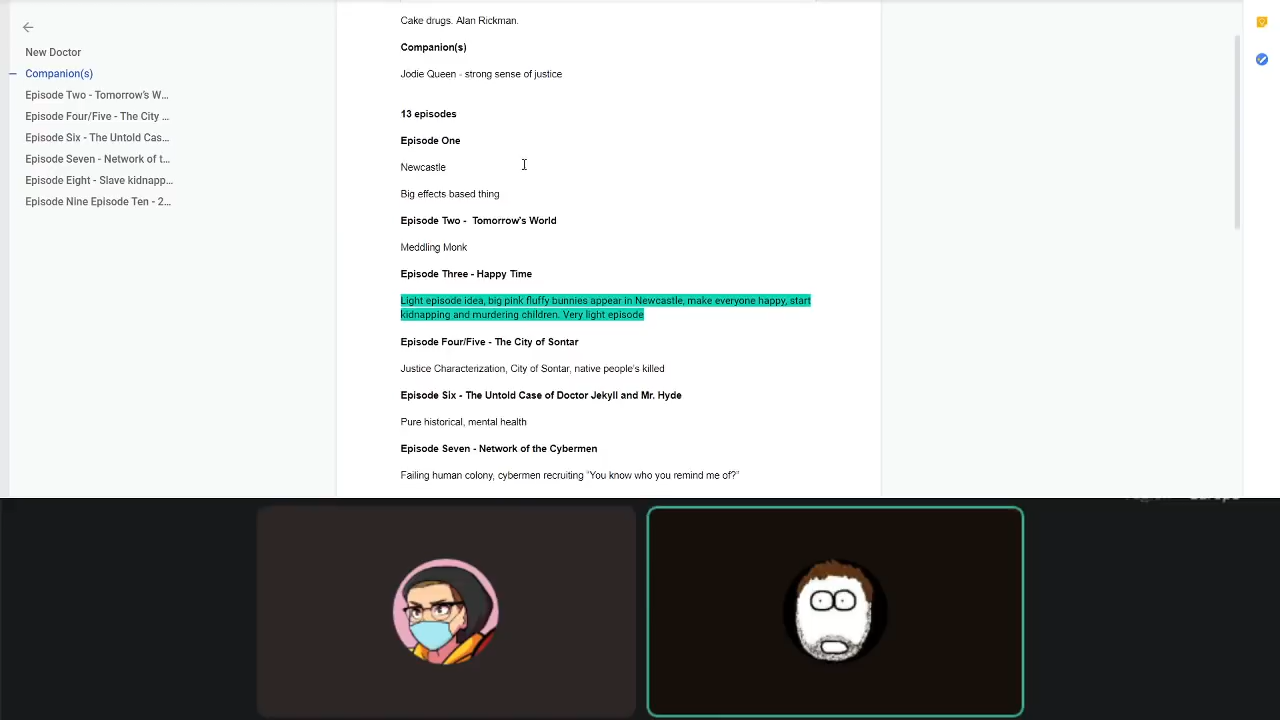 Cake drugs. Alan Rickman.
New Doctor
Companion(s)
Episode Two - Tomorrow's W...
Episode Four/Five - The City ...
Episode Six - The Untold Cas...
Episode Seven - Network of t...
Episode Eight - Slave kidnapp...
Episode Nine Episode Ten - 2...
Companion(s)
Jodie Queen - strong sense of justice
13 episodes
Episode One
Newcastle
Big effects based thing
Episode Two -  Tomorrow's World
Meddling Monk
Episode Three - Happy Time
Light episode idea, big pink fluffy bunnies appear in Newcastle, make everyone happy, start
kidnapping and murdering children. Very light episode
Episode Four/Five - The City of Sontar
Justice Characterization, City of Sontar, native people's killed
Episode Six - The Untold Case of Doctor Jekyll and Mr. Hyde
Pure historical, mental health
Episode Seven - Network of the Cybermen
Failing human colony, cybermen recruiting "You know who you remind me of?"